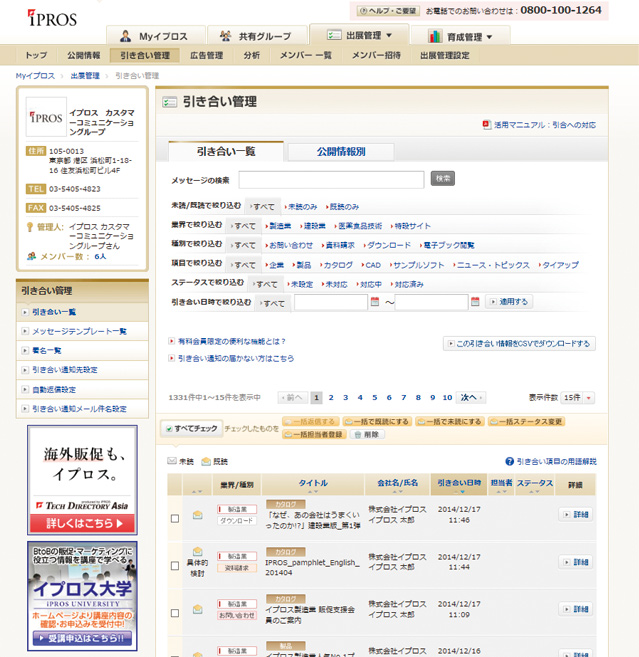 iPROS
ヘルプ・ご要望
お電話でのお問い合わせは：0800-100-1264
Myイプロス
共有グループ
出展管理 ▼
育成管理 ▼
トップ
公開情報
引き合い管理
広告管理
分析
メンバー 一覧
メンバー招待
出展管理設定
Myイプロス
出展管理
引き合い管理
iPROS
イプロス カスタマーコミュニケーショングループ
住所
105-0013
東京都 港区 浜松町1-18-
16 住友浜松町ビル4F
TEL
03-5405-4823
FAX
03-5405-4825
管理人:
イプロス カスタマ
ーコミュニケーショ
ングループさん
メンバー数：
6人
引き合い管理
引き合い一覧
メッセージテンプレート一覧
署名一覧
引き合い通知先設定
自動返信設定
引き合い通知メール件名設定
海外販促も、
イプロス。
powered by IPROS
TECH DIRECTORY Asia
詳しくはこちら
BtoBの販促・マーケティングに
役立つ情報を講座で学べる
イプロス大学
iPROS UNIVERSITY
ホームページより講座内容の
確認・お申込みを受付中!
受講申込はこちら!!
引き合い管理
活用マニュアル：引合への対応
引き合い一覧
公開情報別
メッセージの検索
検索
未読/既読で絞り込む
すべて
未読のみ
既読のみ
業界で絞り込む
すべて
製造業
建設業
医薬食品技術
特設サイト
種別で絞り込む
すべて
お問い合わせ
資料請求
ダウンロード
電子ブック閲覧
項目で絞り込む
すべて
企業
製品
カタログ
CAD
サンプルソフト
ニュース・トピックス
タイアップ
ステータスで絞り込む
すべて
未設定
未対応
対応中
対応済み
引き合い日時で絞り込む
すべて
～
適用する
有料会員限定の便利な機能とは？
引き合い通知の届かない方はこちら
この引き合い情報をCSVでダウンロードする
1331件中1～15件を表示中
前へ
1 2 3 4 5 6 7 8 9 10
次へ
表示件数
15件
すべてチェック
チェックしたものを
一括返信する
一括で既読にする
一括で未読にする
一括ステータス変更
一括担当者登録
削除
未読
既読
引き合い項目の用語解説
業界/種別
タイトル
会社名/氏名
引き合い日時
担当者
ステータス
詳細
製造業
ダウンロード
カタログ
「なぜ、あの会社はうまくい
ったのか!?」建設業版_第1弾
株式会社イプロス
イプロス 太郎
2014/12/17
11:46
詳細
具体的
検討
製造業
資料請求
カタログ
IPROS_pamphlet_English_
201404
株式会社イプロス
イプロス 太郎
2014/12/17
11:44
詳細
製造業
お問い合わせ
カタログ
イプロス製造業 販促支援会
員のご案内
株式会社イプロス
イプロス 太郎
2014/12/17
11:09
詳細
製造業
製品
株式会社イプロス
2014/12/16